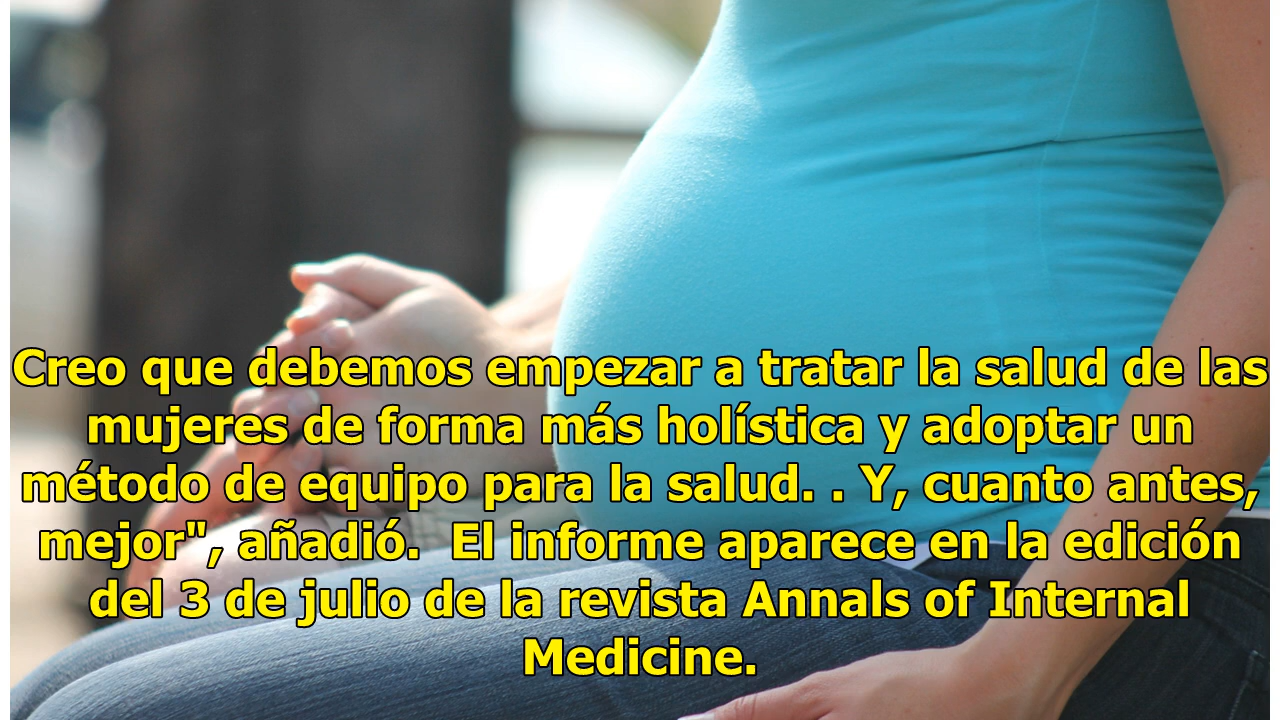 Creo que debemos empezar a tratar la salud de las
mujeres de forma más holística y adoptar un
método de equipo para la salud. . Y, cuanto antes,
mejor", añadió.  El informe aparece en la edición
del 3 de julio de la revista Annals of Internal
Medicine.